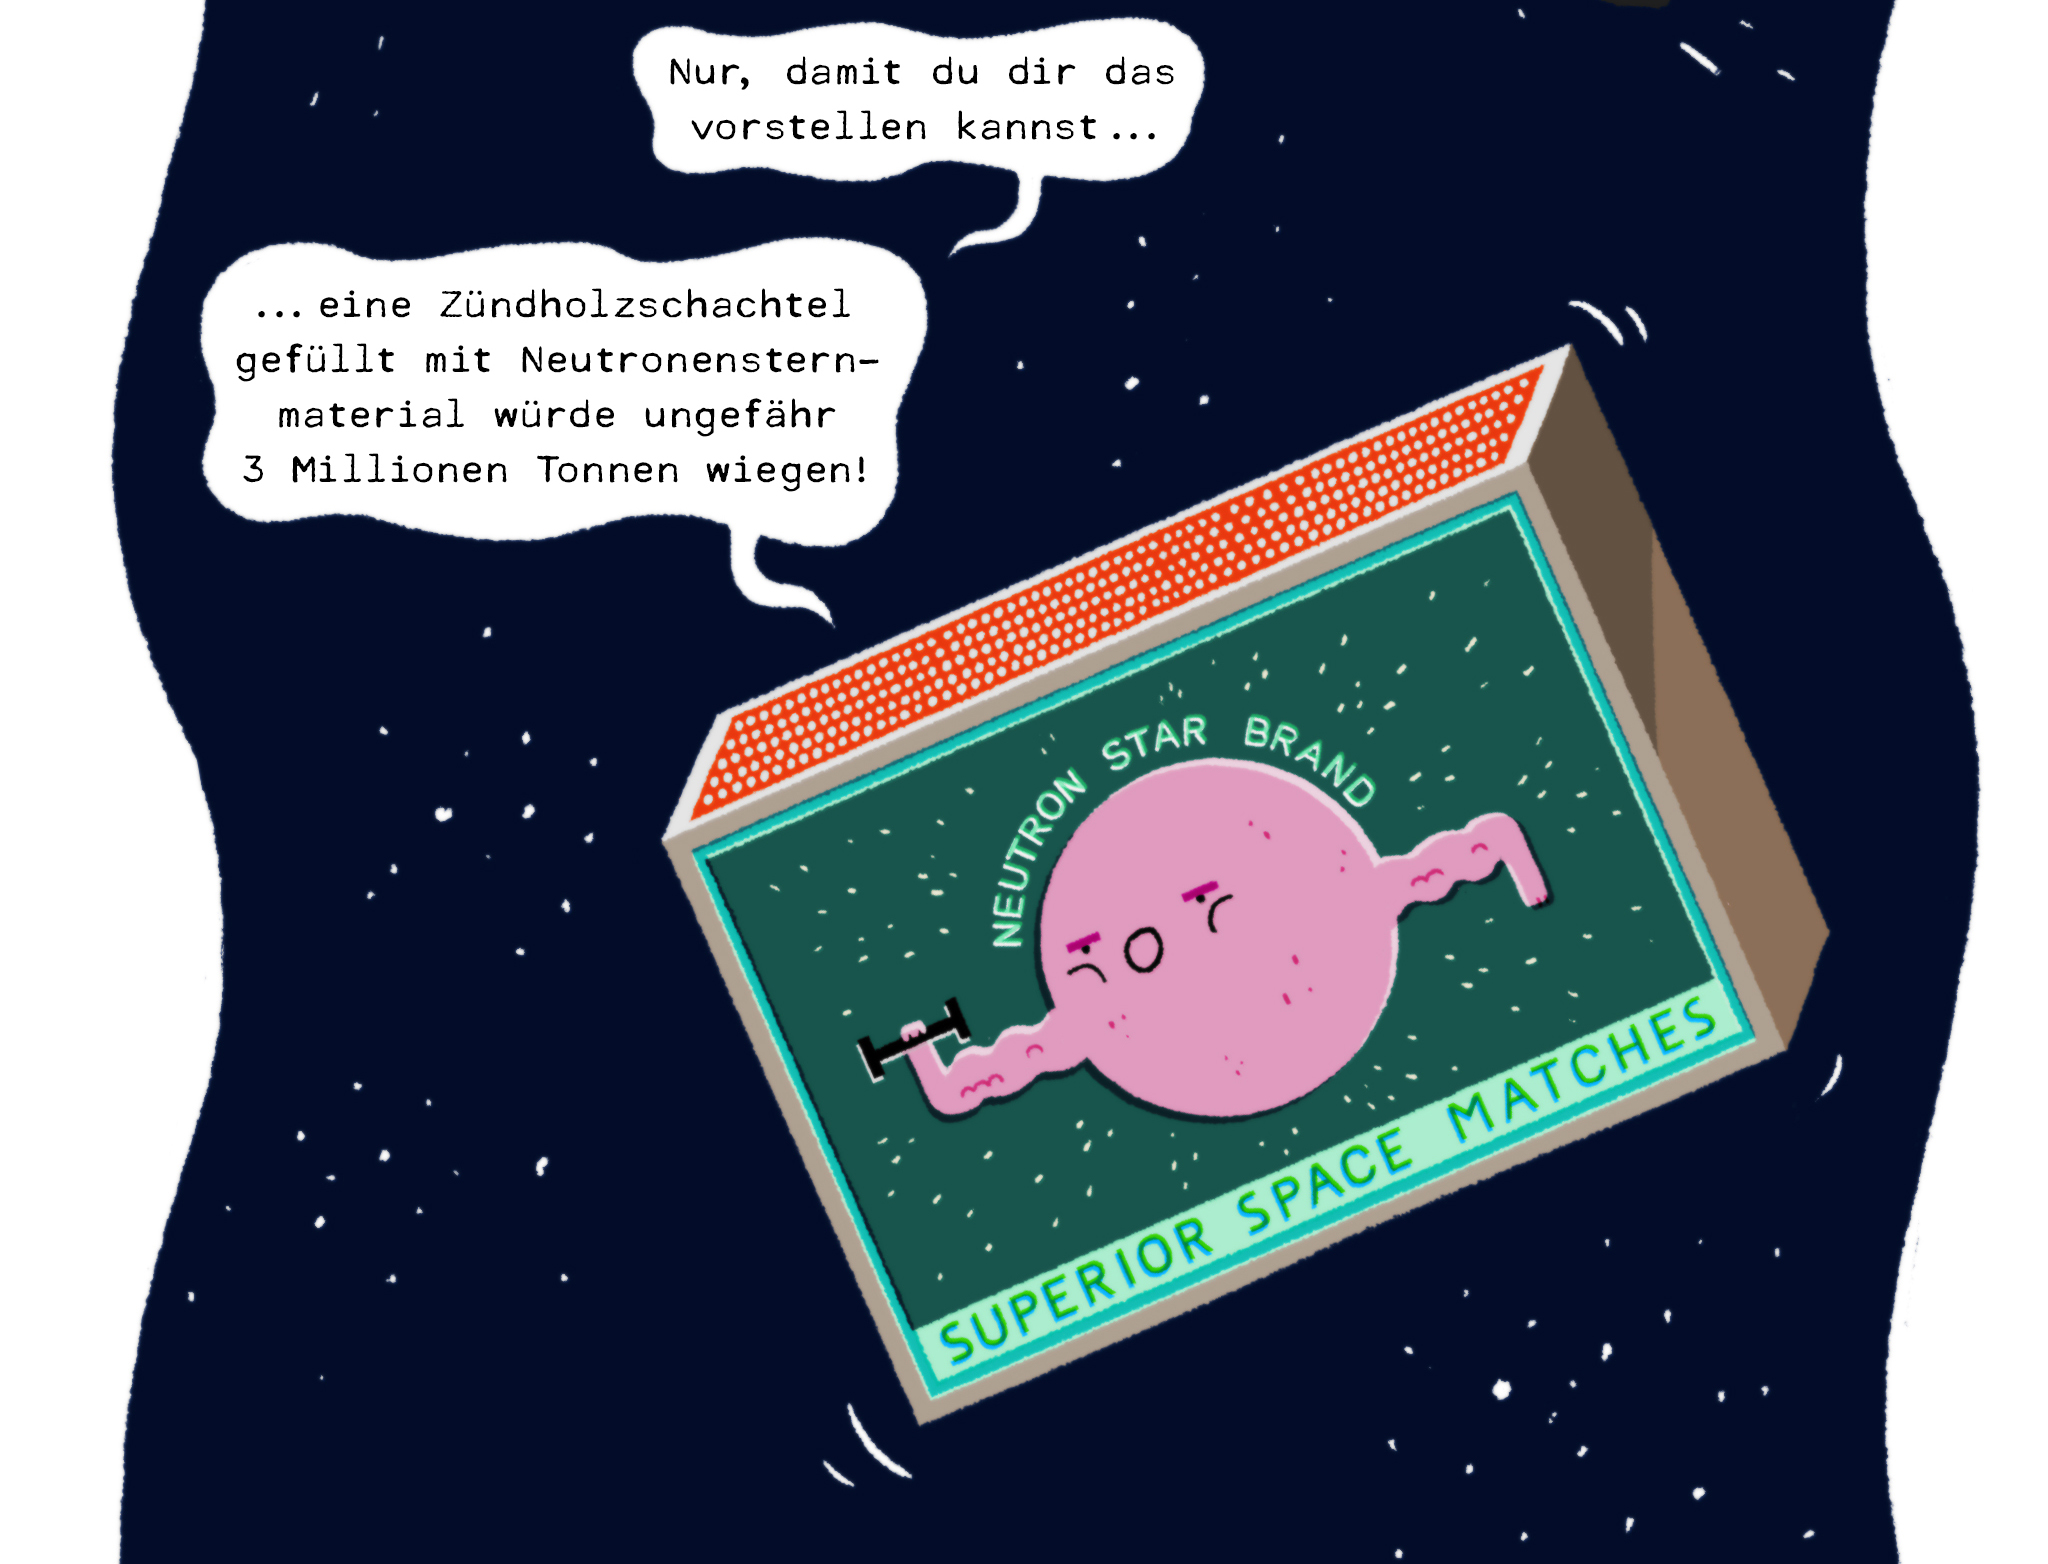 Nur, damit du dir das
vorstellen kannst...
... eine Zündholzschachtel
gefüllt mit Neutronenstern-
material würde ungefähr
3 Millionen Tonnen wiegen!
NEUTRON STAR BRAND
SUPERIOR SPACE MATCHES